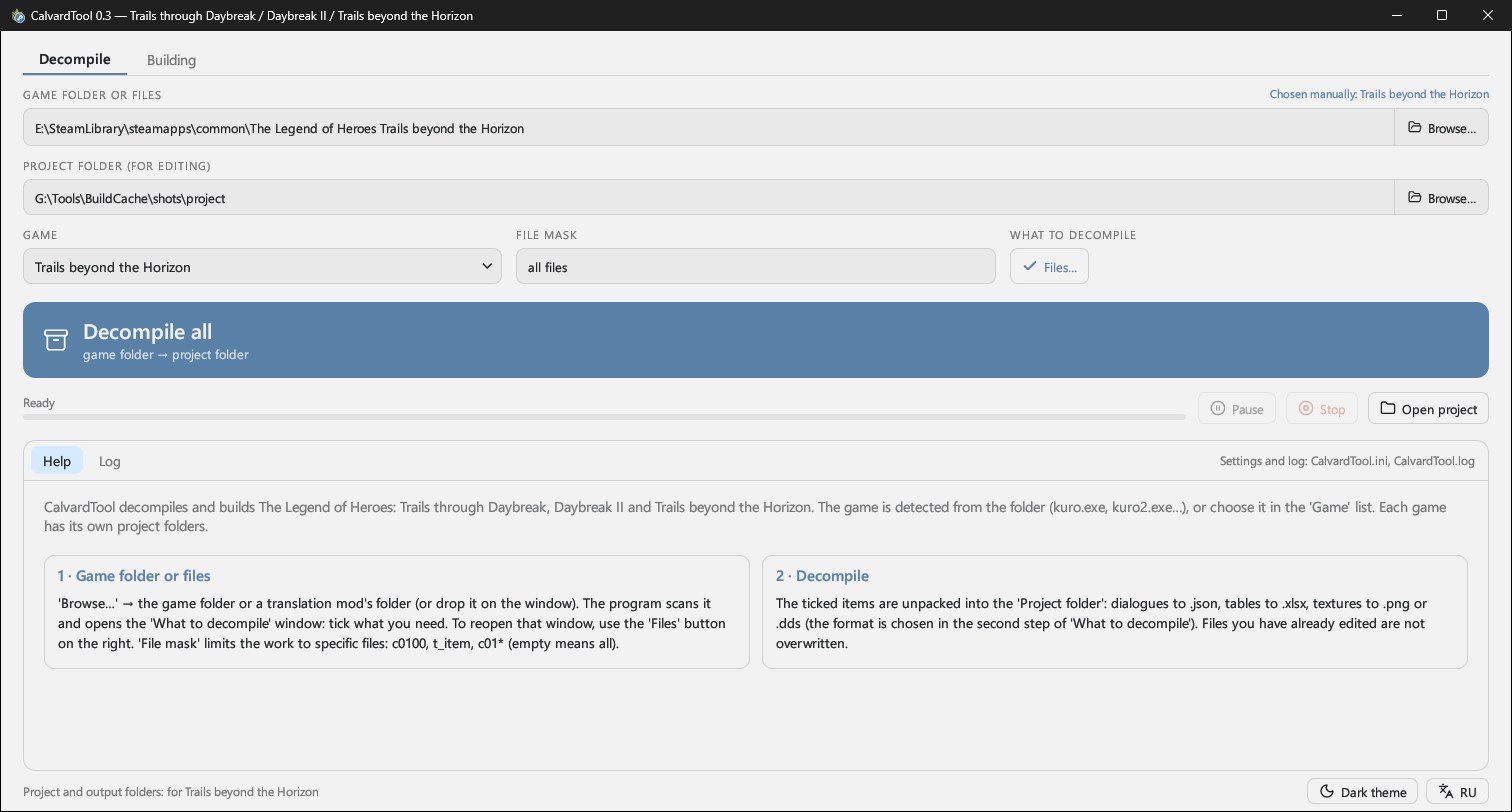 CalvardTool 0.3 — Trails through Daybreak / Daybreak II / Trails beyond the Horizon
Decompile
Building
GAME FOLDER OR FILES
Chosen manually: Trails beyond the Horizon
E:\SteamLibrary\steamapps\common\The Legend of Heroes Trails beyond the Horizon
Browse...
PROJECT FOLDER (FOR EDITING)
G:\Tools\BuildCache\shots\project
Browse...
GAME
FILE MASK
WHAT TO DECOMPILE
Trails beyond the Horizon
all files
Files...
Decompile all
game folder → project folder
Ready
Pause
Stop
Open project
Help
Log
Settings and log: CalvardTool.ini, CalvardTool.log
CalvardTool decompiles and builds The Legend of Heroes: Trails through Daybreak, Daybreak II and Trails beyond the Horizon. The game is detected from the folder (kuro.exe, kuro2.exe...), or choose it in the 'Game' list. Each game
has its own project folders.
1 · Game folder or files
'Browse...' → the game folder or a translation mod's folder (or drop it on the window). The program scans it
and opens the 'What to decompile' window: tick what you need. To reopen that window, use the 'Files' button
on the right. 'File mask' limits the work to specific files: c0100, t_item, c01* (empty means all).
2 · Decompile
The ticked items are unpacked into the 'Project folder': dialogues to .json, tables to .xlsx, textures to .png or
.dds (the format is chosen in the second step of 'What to decompile'). Files you have already edited are not
overwritten.
Project and output folders: for Trails beyond the Horizon
Dark theme
RU